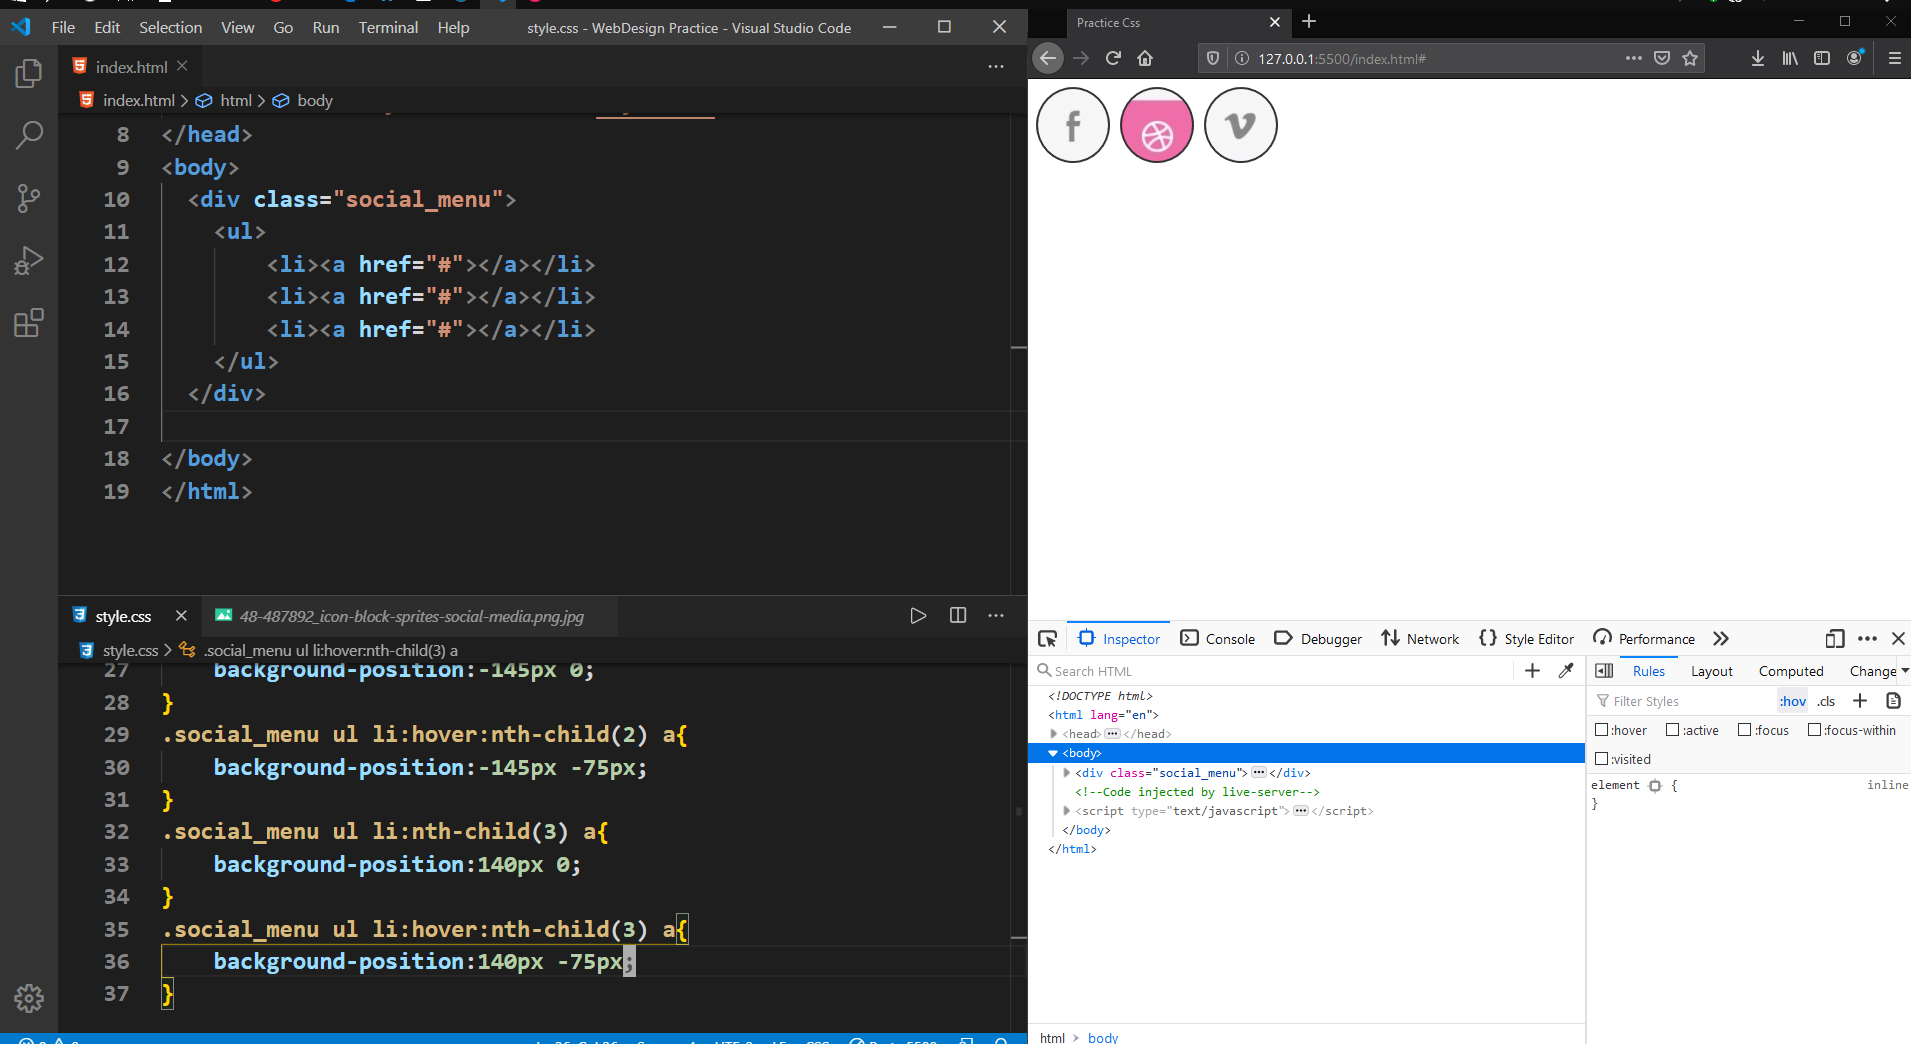 File Edit Selection View Go Run Terminal Help style.css - WebDesign Practice - Visual Studio Code
index.html
index.html > html > body
8 </head>
9 <body>
10 <div class="social_menu">
11 <ul>
12 <li><a href="#"></a></li>
13 <li><a href="#"></a></li>
14 <li><a href="#"></a></li>
15 </ul>
16 </div>
17
18 </body>
19 </html>
style.css 48-487892_icon-block-sprites-social-media.png.jpg
style.css > .social_menu ul li:hover:nth-child(3) a
27 background-position:-145px 0;
28 }
29 .social_menu ul li:hover:nth-child(2) a{
30 background-position:-145px -75px;
31 }
32 .social_menu ul li:nth-child(3) a{
33 background-position:140px 0;
34 }
35 .social_menu ul li:hover:nth-child(3) a{
36 background-position:140px -75px;
37 }
Practice Css
127.0.0.1:5500/index.html#
f
v
Inspector Console Debugger Network Style Editor Performance
Search HTML
<!DOCTYPE html>
<html lang="en">
<head></head>
<body>
<div class="social_menu"></div>
<!--Code injected by live-server-->
<script type="text/javascript"></script>
</body>
</html>
html > body
Rules Layout Computed Change
Filter Styles :hov .cls
:hover :active :focus :focus-within
:visited
element { inline
}